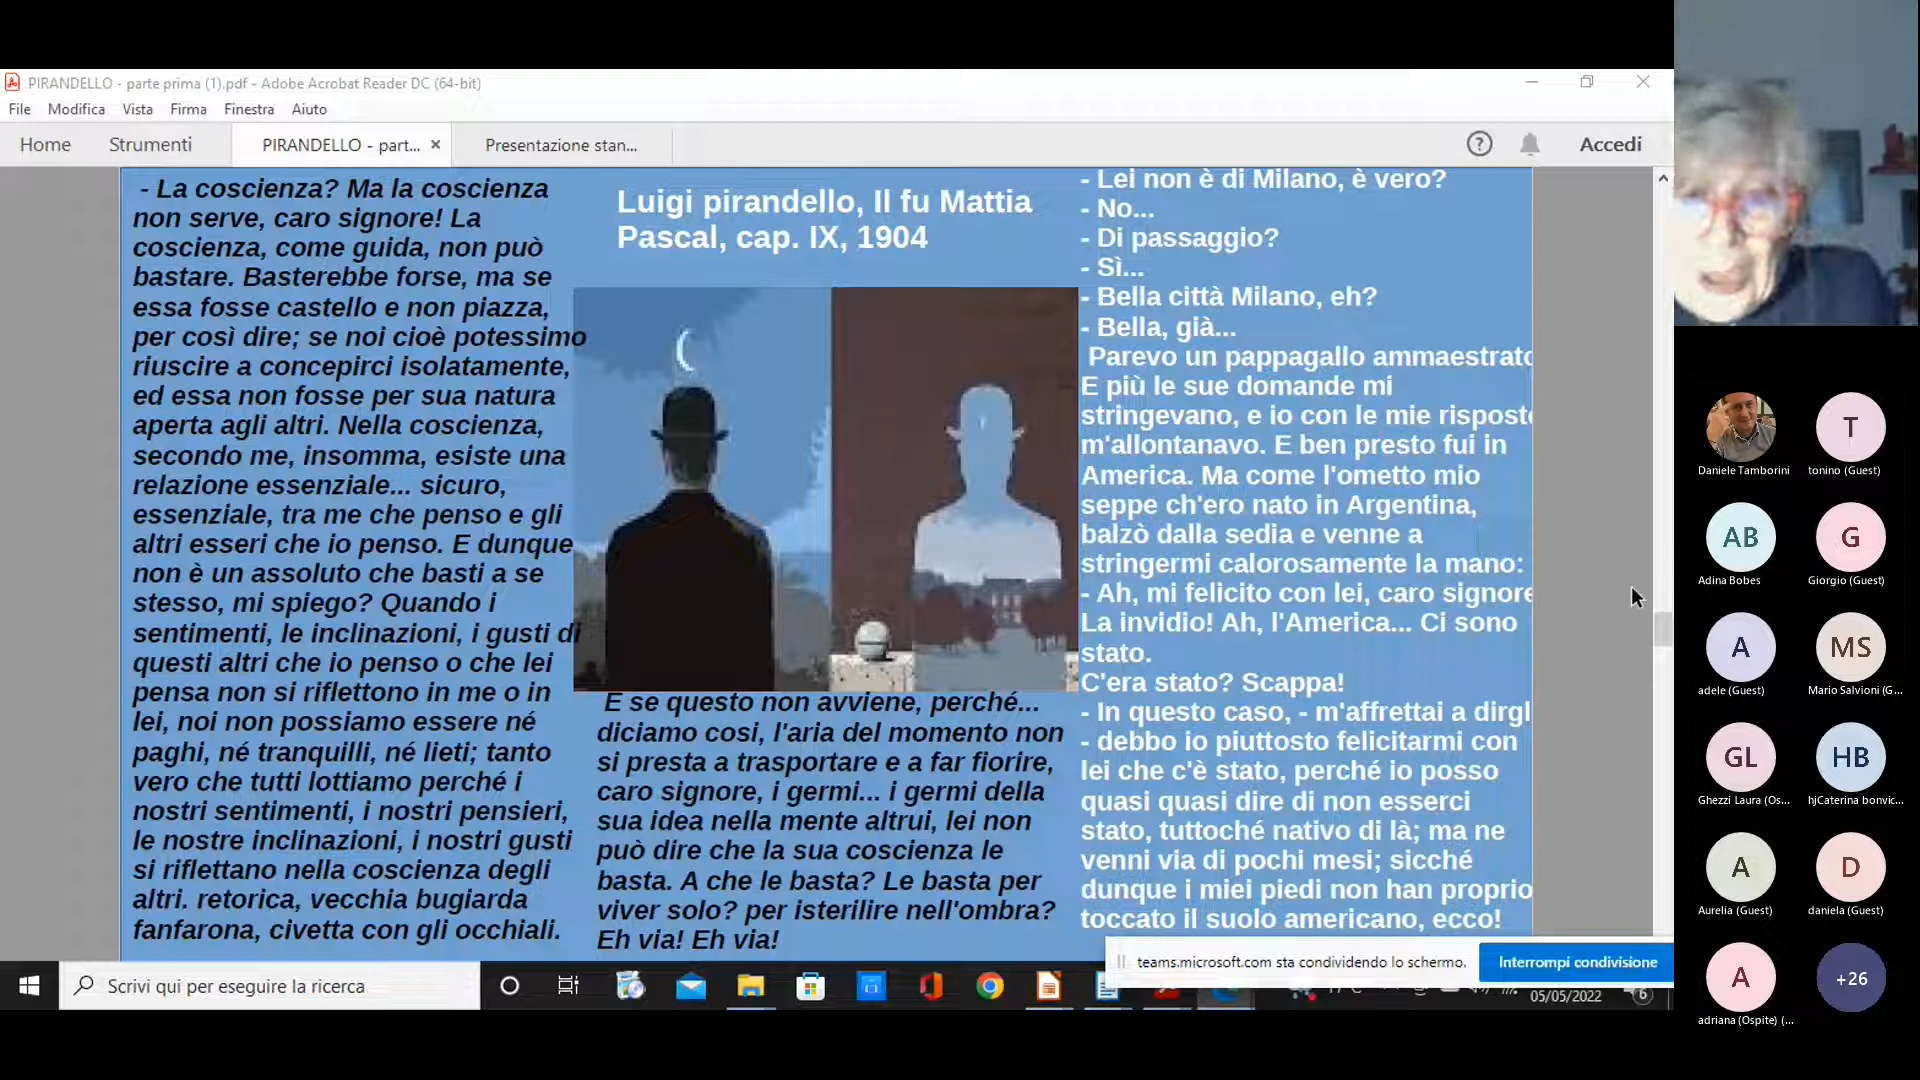 PIRANDELLO - parte prima (1).pdf - Adobe Acrobat Reader DC (64-bit)
File Modifica Vista Firma Finestra Aiuto
Home Strumenti PIRANDELLO - part... Presentazione stan... Accedi
- La coscienza? Ma la coscienza
non serve, caro signore! La
coscienza, come guida, non può
bastare. Basterebbe forse, ma se
essa fosse castello e non piazza,
per così dire; se noi cioè potessimo
riuscire a concepirci isolatamente,
ed essa non fosse per sua natura
aperta agli altri. Nella coscienza,
secondo me, insomma, esiste una
relazione essenziale... sicuro,
essenziale, tra me che penso e gli
altri esseri che io penso. E dunque
non è un assoluto che basti a se
stesso, mi spiego? Quando i
sentimenti, le inclinazioni, i gusti di
questi altri che io penso o che lei
pensa non si riflettono in me o in
lei, noi non possiamo essere né
paghi, né tranquilli, né lieti; tanto
vero che tutti lottiamo perché i
nostri sentimenti, i nostri pensieri,
le nostre inclinazioni, i nostri gusti
si riflettano nella coscienza degli
altri. retorica, vecchia bugiarda
fanfarona, civetta con gli occhiali.
Luigi pirandello, Il fu Mattia
Pascal, cap. IX, 1904
E se questo non avviene, perché...
diciamo cosi, l'aria del momento non
si presta a trasportare e a far fiorire,
caro signore, i germi... i germi della
sua idea nella mente altrui, lei non
può dire che la sua coscienza le
basta. A che le basta? Le basta per
viver solo? per isterilire nell'ombra?
Eh via! Eh via!
- Lei non è di Milano, è vero?
- No...
- Di passaggio?
- Sì...
- Bella città Milano, eh?
- Bella, già...
Parevo un pappagallo ammaestrato
E più le sue domande mi
stringevano, e io con le mie risposte
m'allontanavo. E ben presto fui in
America. Ma come l'ometto mio
seppe ch'ero nato in Argentina,
balzò dalla sedia e venne a
stringermi calorosamente la mano:
- Ah, mi felicito con lei, caro signore
La invidio! Ah, l'America... Ci sono
stato.
C'era stato? Scappa!
- In questo caso, - m'affrettai a dirgl
- debbo io piuttosto felicitarmi con
lei che c'è stato, perché io posso
quasi quasi dire di non esserci
stato, tuttoché nativo di là; ma ne
venni via di pochi mesi; sicché
dunque i miei piedi non han proprio
toccato il suolo americano, ecco!
teams.microsoft.com sta condividendo lo schermo. Interrompi condivisione
Scrivi qui per eseguire la ricerca
05/05/2022 6
Daniele Tamborini
T
tonino (Guest)
AB
Adina Bobes
G
Giorgio (Guest)
A
adele (Guest)
MS
Mario Salvioni (G...
GL
Ghezzi Laura (Os...
HB
hjCaterina bonvic...
A
Aurelia (Guest)
D
daniela (Guest)
A
adriana (Ospite) (...
+26